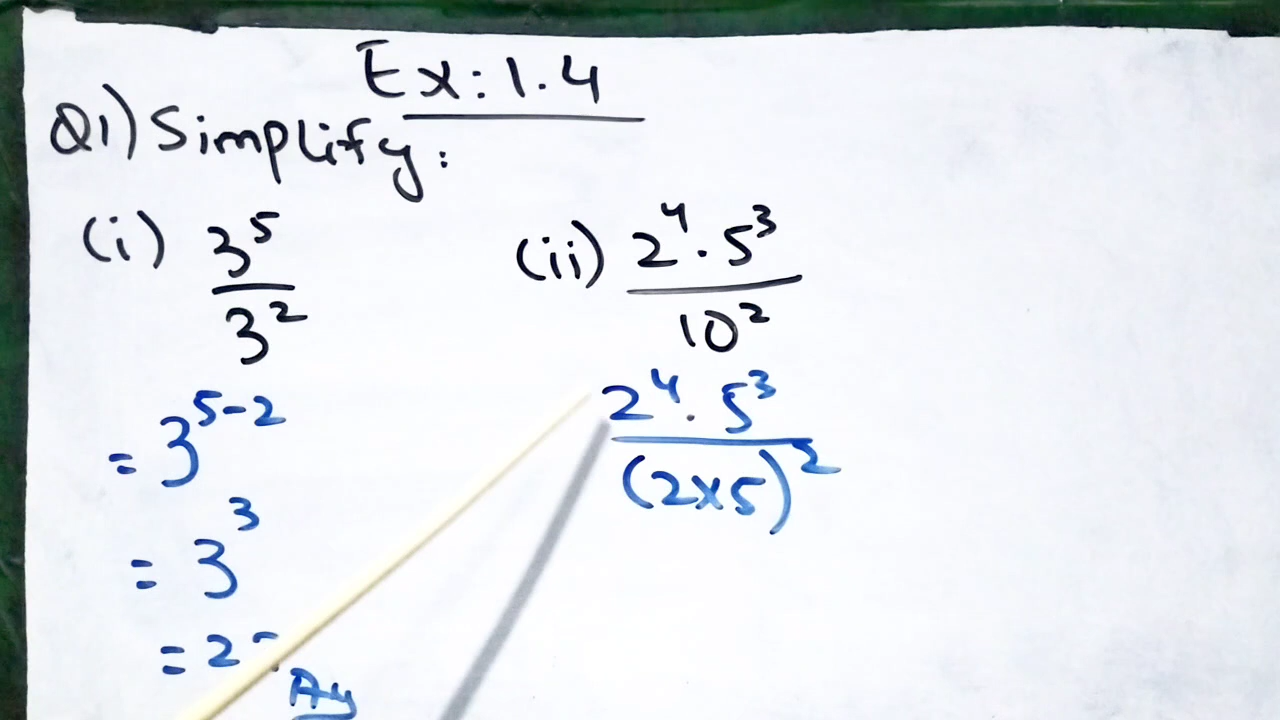 Ex: 1.4
Q1) Simplify:
(i) 3^5 / 3^2
= 3^{5-2}
= 3^3
(ii) 2^4 · 5^3 / 10^2
2^4 · 5^3 / (2×5)^2